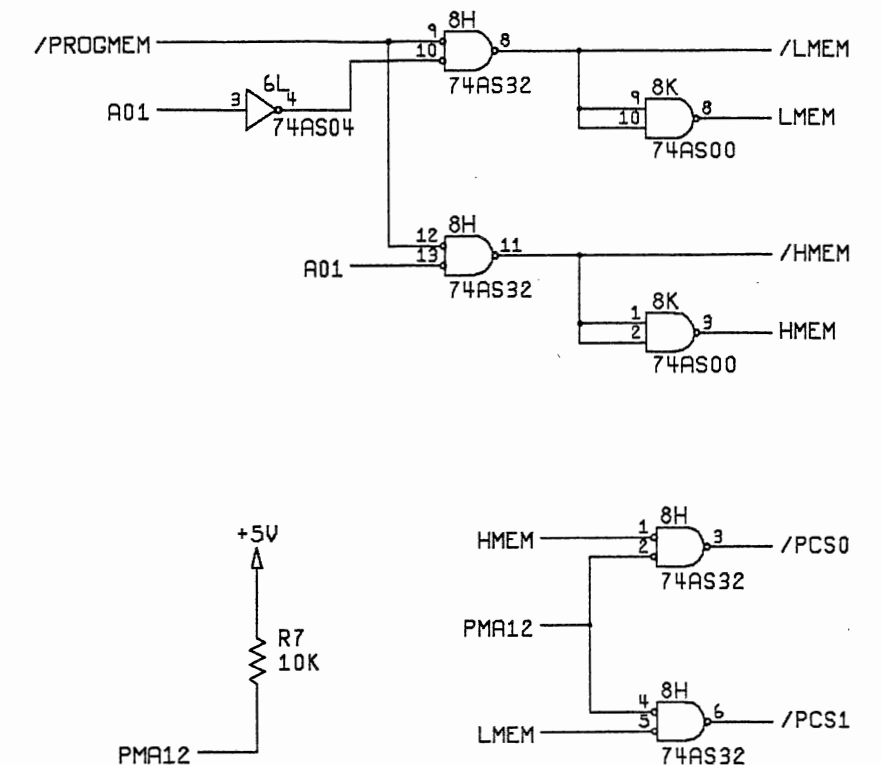 8H
/PROGMEM 9 8 /LMEM
10
74AS32
6L
8K
A01 3 4 9 8 LMEM
10
74AS04
74AS00
8H
12 11 /HMEM
A01 13
74AS32
8K
1 3 HMEM
2
74AS00
8H
+5V
HMEM 1 3 /PCS0
2
74AS32
R7
10K
PMA12
8H
4 6 /PCS1
LMEM 5
PMA12
74AS32